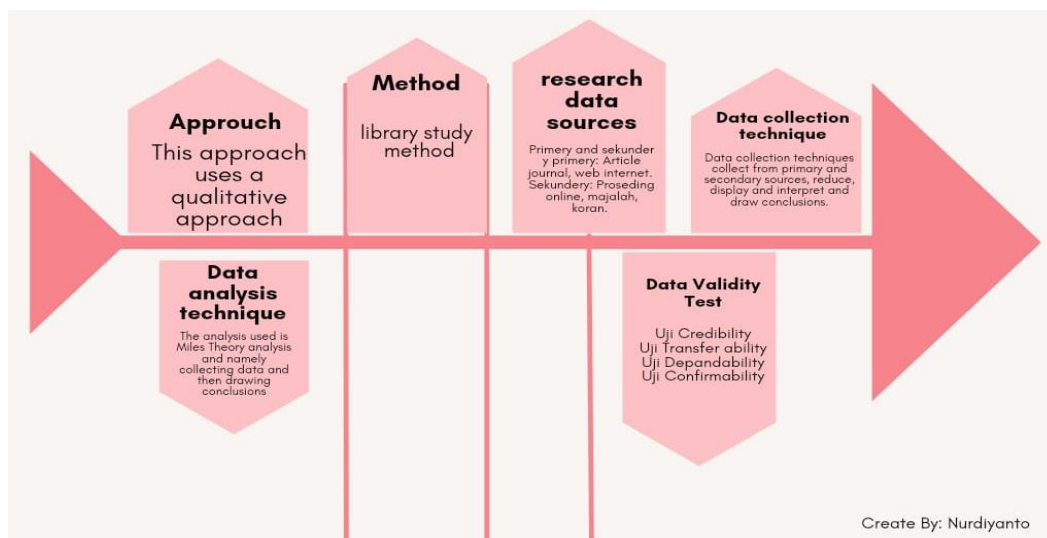 Approuch
This approach
uses a
qualitative
approach
Method
library study
method
research
data
sources
Primery and sekunder
y primery: Article
journal, web internet.
Sekundery: Proseding
online, majalah,
koran.
Data collection
technique
Data collection techniques
collect from primary and
secondary sources, reduce,
display and interpret and
draw conclusions.
Data
analysis
technique
The analysis used is
Miles Theory analysis
and namely
collecting data and
then drawing
conclusions
Data Validity
Test
Uji Credibility
Uji Transfer ability
Uji Depandability
Uji Confirmability
Create By: Nurdiyanto